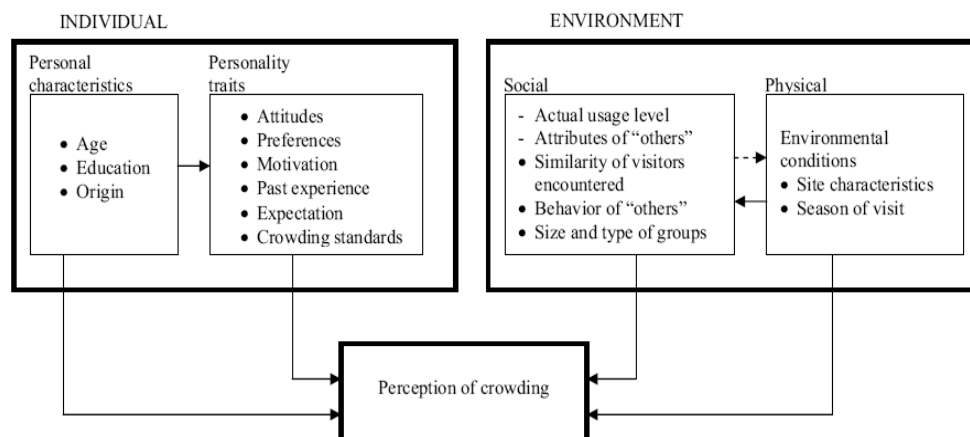 INDIVIDUAL
Personal
characteristics
• Age
• Education
• Origin
Personality
traits
• Attitudes
• Preferences
• Motivation
• Past experience
• Expectation
• Crowding standards
ENVIRONMENT
Social
- Actual usage level
- Attributes of “others”
• Similarity of visitors
encountered
• Behavior of “others”
• Size and type of groups
Physical
Environmental
conditions
• Site characteristics
• Season of visit
Perception of crowding